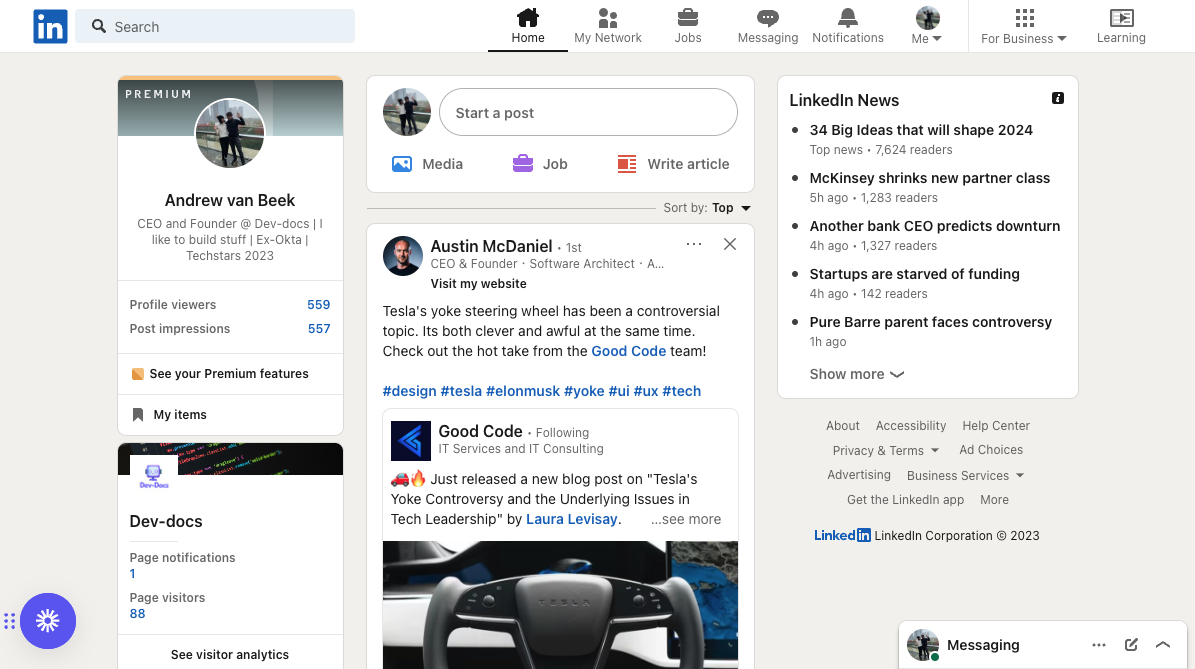 in
Search
Home
My Network
Jobs
Messaging
Notifications
Me
For Business
Learning
PREMIUM
Andrew van Beek
CEO and Founder @ Dev-docs | I
like to build stuff | Ex-Okta |
Techstars 2023
Profile viewers 559
Post impressions 557
See your Premium features
My items
Dev-Docs
Dev-docs
Page notifications
1
Page visitors
88
See visitor analytics
Start a post
Media
Job
Write article
Sort by: Top
Austin McDaniel • 1st
CEO & Founder · Software Architect · A...
Visit my website
Tesla's yoke steering wheel has been a controversial
topic. Its both clever and awful at the same time.
Check out the hot take from the Good Code team!
#design #tesla #elonmusk #yoke #ui #ux #tech
Good Code • Following
IT Services and IT Consulting
🚗🔥 Just released a new blog post on "Tesla's
Yoke Controversy and the Underlying Issues in
Tech Leadership" by Laura Levisay. ...see more
TESLA
LinkedIn News
34 Big Ideas that will shape 2024
Top news • 7,624 readers
McKinsey shrinks new partner class
5h ago • 1,283 readers
Another bank CEO predicts downturn
4h ago • 1,327 readers
Startups are starved of funding
4h ago • 142 readers
Pure Barre parent faces controversy
1h ago
Show more
About Accessibility Help Center
Privacy & Terms Ad Choices
Advertising Business Services
Get the LinkedIn app More
LinkedIn LinkedIn Corporation © 2023
Messaging